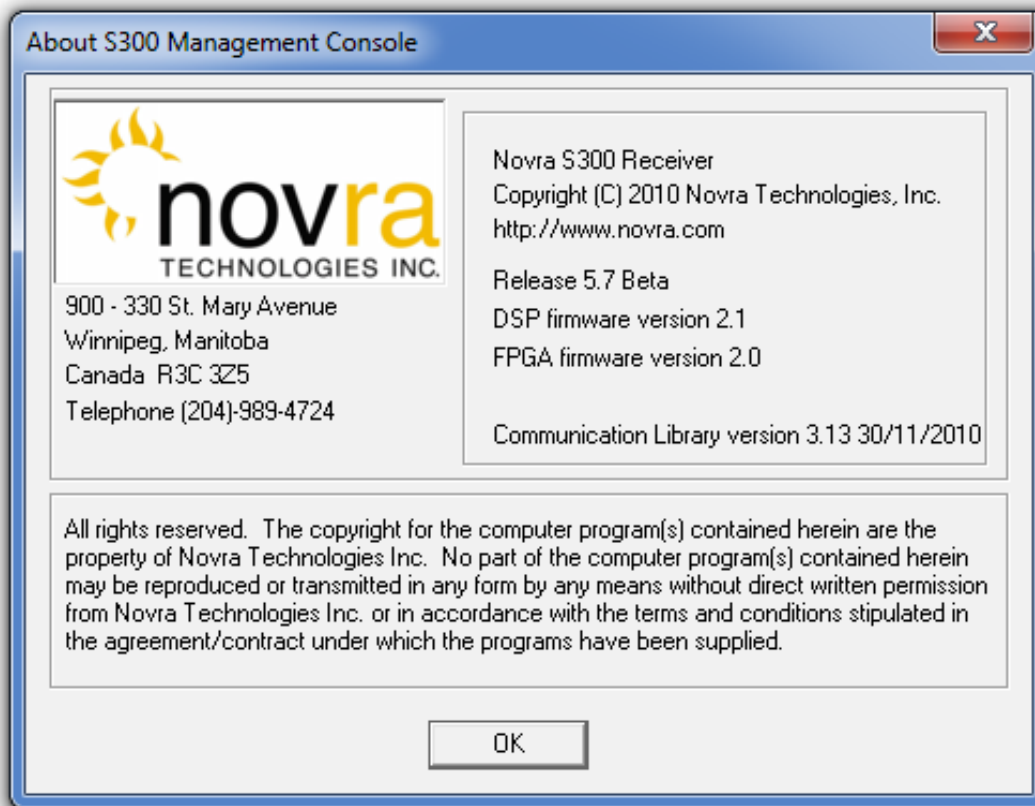 About S300 Management Console
novra
TECHNOLOGIES INC.
900 - 330 St. Mary Avenue
Winnipeg, Manitoba
Canada  R3C 3Z5
Telephone (204)-989-4724
Novra S300 Receiver
Copyright (C) 2010 Novra Technologies, Inc.
http://www.novra.com
Release 5.7 Beta
DSP firmware version 2.1
FPGA firmware version 2.0
Communication Library version 3.13 30/11/2010
All rights reserved.  The copyright for the computer program(s) contained herein are the
property of Novra Technologies Inc.  No part of the computer program(s) contained herein
may be reproduced or transmitted in any form by any means without direct written permission
from Novra Technologies Inc. or in accordance with the terms and conditions stipulated in
the agreement/contract under which the programs have been supplied.
OK